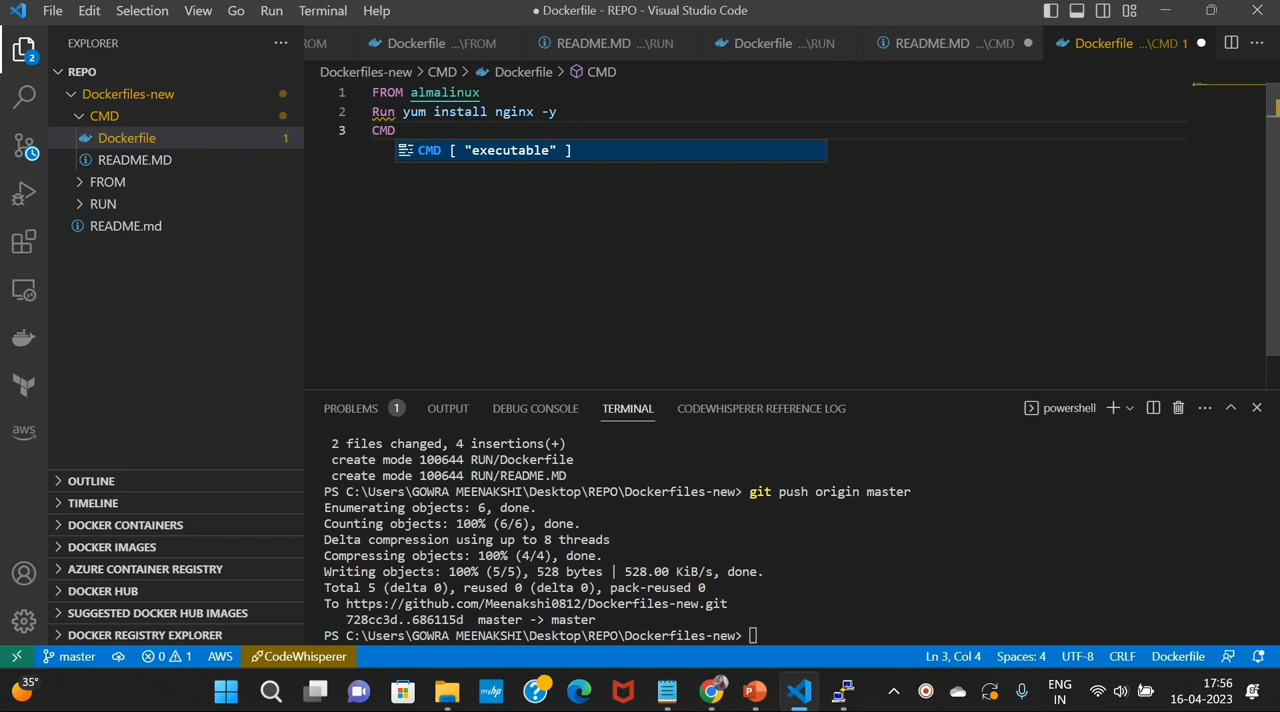 File Edit Selection View Go Run Terminal Help
● Dockerfile - REPO - Visual Studio Code
EXPLORER
ROM
Dockerfile ...\FROM
README.MD ...\RUN
Dockerfile ...\RUN
README.MD ...\CMD
Dockerfile ...\CMD 1
REPO
Dockerfiles-new
CMD
Dockerfile 1
README.MD
FROM
RUN
README.md
2
Dockerfiles-new > CMD > Dockerfile > CMD
1 FROM almalinux
2 Run yum install nginx -y
3 CMD
CMD [ "executable" ]
aws
OUTLINE
TIMELINE
DOCKER CONTAINERS
DOCKER IMAGES
AZURE CONTAINER REGISTRY
DOCKER HUB
SUGGESTED DOCKER HUB IMAGES
DOCKER REGISTRY EXPLORER
PROBLEMS 1 OUTPUT DEBUG CONSOLE TERMINAL CODEWHISPERER REFERENCE LOG
powershell
2 files changed, 4 insertions(+)
create mode 100644 RUN/Dockerfile
create mode 100644 RUN/README.MD
PS C:\Users\GOWRA MEENAKSHI\Desktop\REPO\Dockerfiles-new> git push origin master
Enumerating objects: 6, done.
Counting objects: 100% (6/6), done.
Delta compression using up to 8 threads
Compressing objects: 100% (4/4), done.
Writing objects: 100% (5/5), 528 bytes | 528.00 KiB/s, done.
Total 5 (delta 0), reused 0 (delta 0), pack-reused 0
To https://github.com/Meenakshi0812/Dockerfiles-new.git
728cc3d..686115d master -> master
PS C:\Users\GOWRA MEENAKSHI\Desktop\REPO\Dockerfiles-new>
master 0 1 AWS CodeWhisperer
Ln 3, Col 4 Spaces: 4 UTF-8 CRLF Dockerfile
35°
myhp
ENG
IN
17:56
16-04-2023